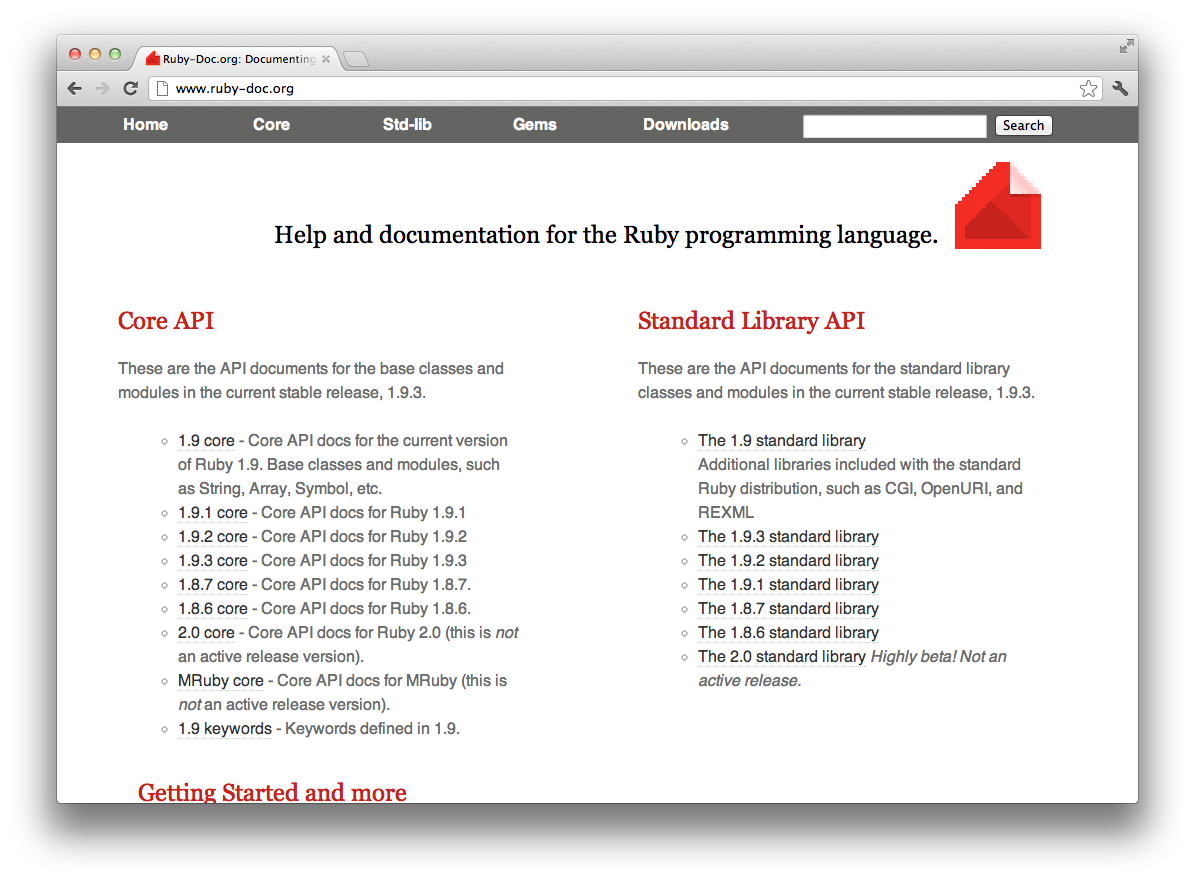 Ruby-Doc.org: Documenting
www.ruby-doc.org
Home Core Std-lib Gems Downloads Search
Help and documentation for the Ruby programming language.
Core API
These are the API documents for the base classes and
modules in the current stable release, 1.9.3.
1.9 core - Core API docs for the current version
of Ruby 1.9. Base classes and modules, such
as String, Array, Symbol, etc.
1.9.1 core - Core API docs for Ruby 1.9.1
1.9.2 core - Core API docs for Ruby 1.9.2
1.9.3 core - Core API docs for Ruby 1.9.3
1.8.7 core - Core API docs for Ruby 1.8.7.
1.8.6 core - Core API docs for Ruby 1.8.6.
2.0 core - Core API docs for Ruby 2.0 (this is not
an active release version).
MRuby core - Core API docs for MRuby (this is
not an active release version).
1.9 keywords - Keywords defined in 1.9.
Standard Library API
These are the API documents for the standard library
classes and modules in the current stable release, 1.9.3.
The 1.9 standard library
Additional libraries included with the standard
Ruby distribution, such as CGI, OpenURI, and
REXML
The 1.9.3 standard library
The 1.9.2 standard library
The 1.9.1 standard library
The 1.8.7 standard library
The 1.8.6 standard library
The 2.0 standard library Highly beta! Not an
active release.
Getting Started and more